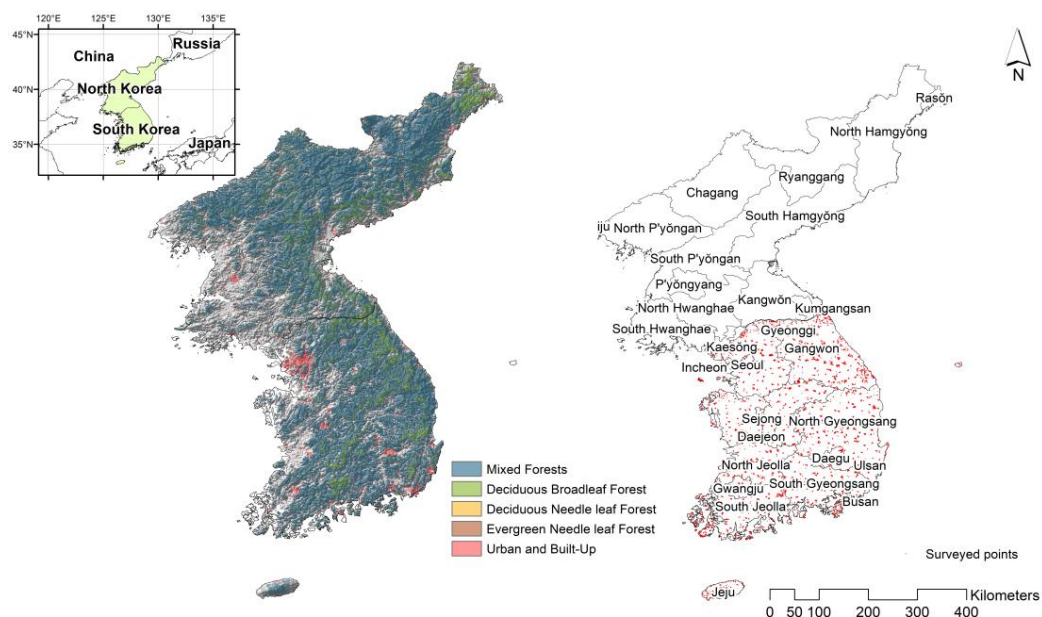 120°E 125°E 130°E 135°E
45°N
40°N
35°N
China
Russia
North Korea
South Korea
Japan
Mixed Forests
Deciduous Broadleaf Forest
Deciduous Needle leaf Forest
Evergreen Needle leaf Forest
Urban and Built-Up
N
Rasŏn
North Hamgyŏng
Ryanggang
Chagang
South Hamgyŏng
iju North P'yŏngan
South P'yŏngan
P'yŏngyang
Kangwŏn
North Hwanghae
Kumgangsan
South Hwanghae
Gyeonggi
Kaesŏng
Gangwon
Incheon
Seoul
Sejong
North Gyeongsang
Daejeon
Daegu
North Jeolla
Ulsan
Gwangju
South Gyeongsang
South Jeolla
Busan
Surveyed points
Jeju
Kilometers
0 50 100 200 300 400